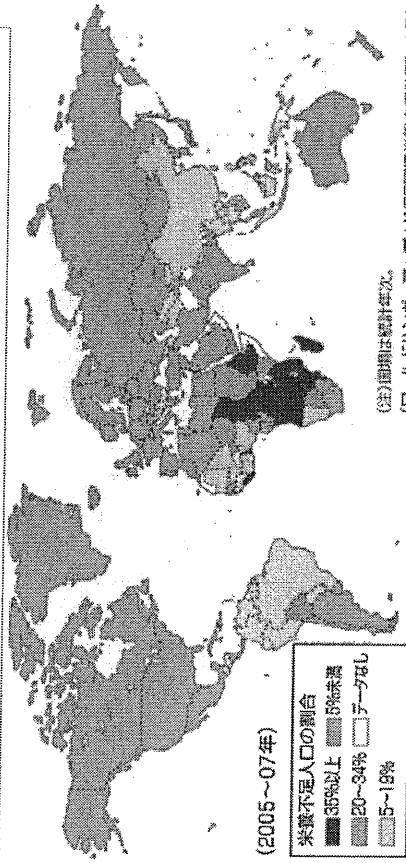 (2005〜07年)
栄養不足人口の割合
35%以上 5%未満
20〜34% データなし
5〜19%
(注)国境は統計年次。